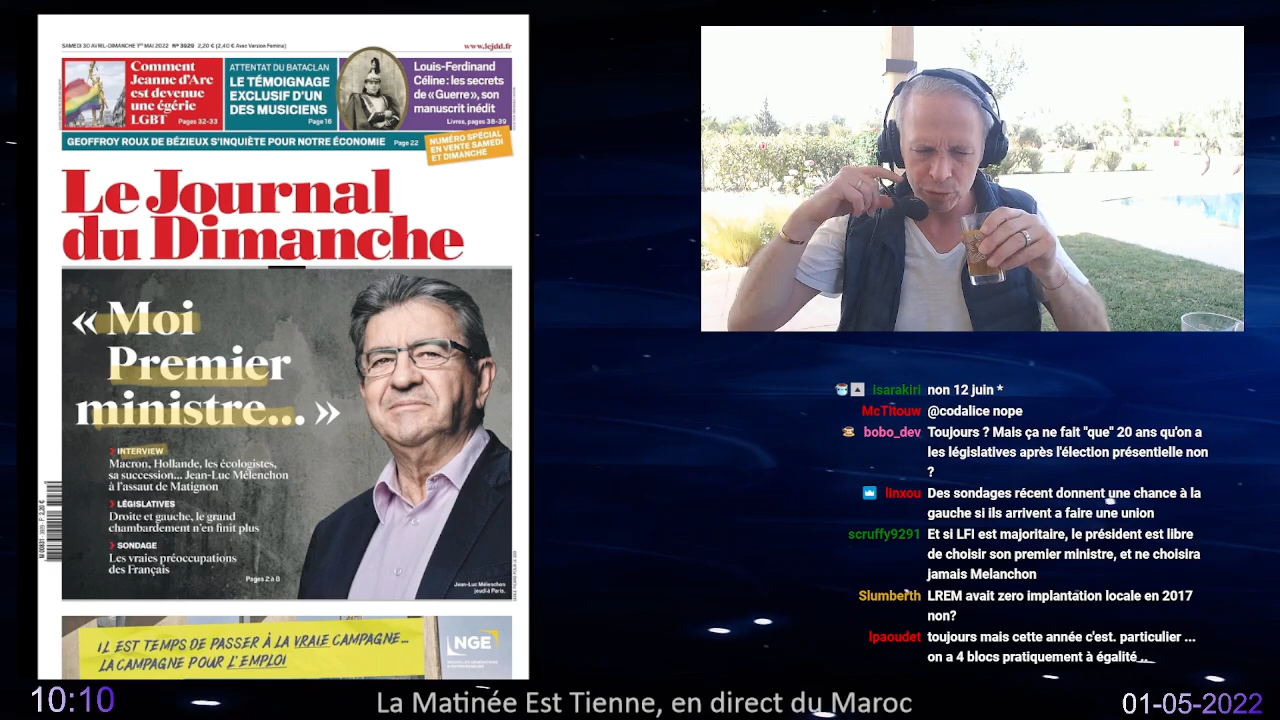 SAMEDI 30 AVRIL-DIMANCHE 1ER MAI 2022 N° 3929 2,20 € (2,40 € Avec Version Femina)
www.lejdd.fr
Comment
Jeanne d'Arc
est devenue
une égérie
LGBT Pages 32-33
ATTENTAT DU BATACLAN
LE TÉMOIGNAGE
EXCLUSIF D'UN
DES MUSICIENS
Page 16
Louis-Ferdinand
Céline : les secrets
de « Guerre », son
manuscrit inédit
Livres, pages 38-39
GEOFFROY ROUX DE BÉZIEUX S'INQUIÈTE POUR NOTRE ÉCONOMIE Page 22
NUMÉRO SPÉCIAL
EN VENTE SAMEDI
ET DIMANCHE
Le Journal
du Dimanche
« Moi
Premier
ministre... »
INTERVIEW
Macron, Hollande, les écologistes,
sa succession... Jean-Luc Mélenchon
à l'assaut de Matignon
LÉGISLATIVES
Droite et gauche, le grand
chambardement n'en finit plus
SONDAGE
Les vraies préoccupations
des Français
Pages 2 à 8
Jean-Luc Mélenchon
jeudi à Paris.
IL EST TEMPS DE PASSER À LA VRAIE CAMPAGNE...
LA CAMPAGNE POUR L'EMPLOI
NGE
isarakiri non 12 juin *
McTitouw @codalice nope
bobo_dev Toujours ? Mais ça ne fait "que" 20 ans qu'on a
les législatives après l'élection présentielle non
?
linxou Des sondages récent donnent une chance à la
gauche si ils arrivent a faire une union
scruffy9291 Et si LFI est majoritaire, le président est libre
de choisir son premier ministre, et ne choisira
jamais Melanchon
Slumberth LREM avait zero implantation locale en 2017
non?
lpaoudet toujours mais cette année c'est. particulier ...
on a 4 blocs pratiquement à égalité...
10:10
La Matinée Est Tienne, en direct du Maroc
01-05-2022